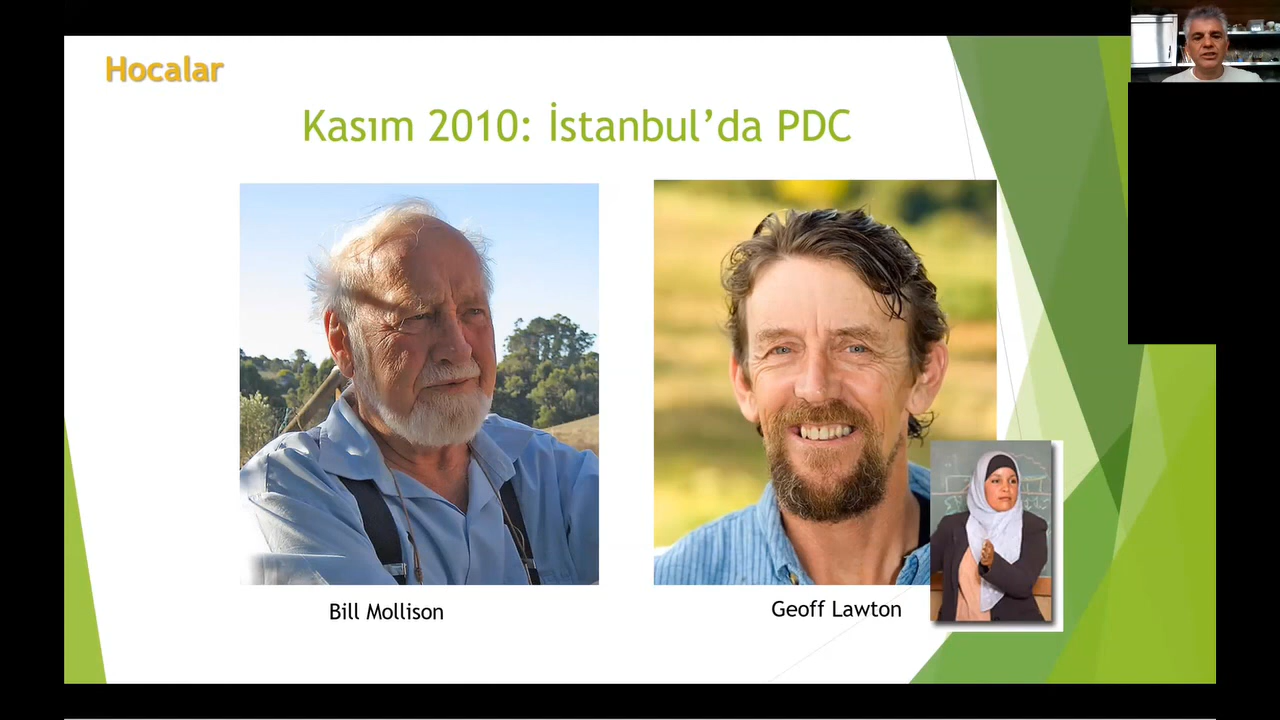 Hocalar
Kasım 2010: İstanbul’da PDC
Bill Mollison
Geoff Lawton